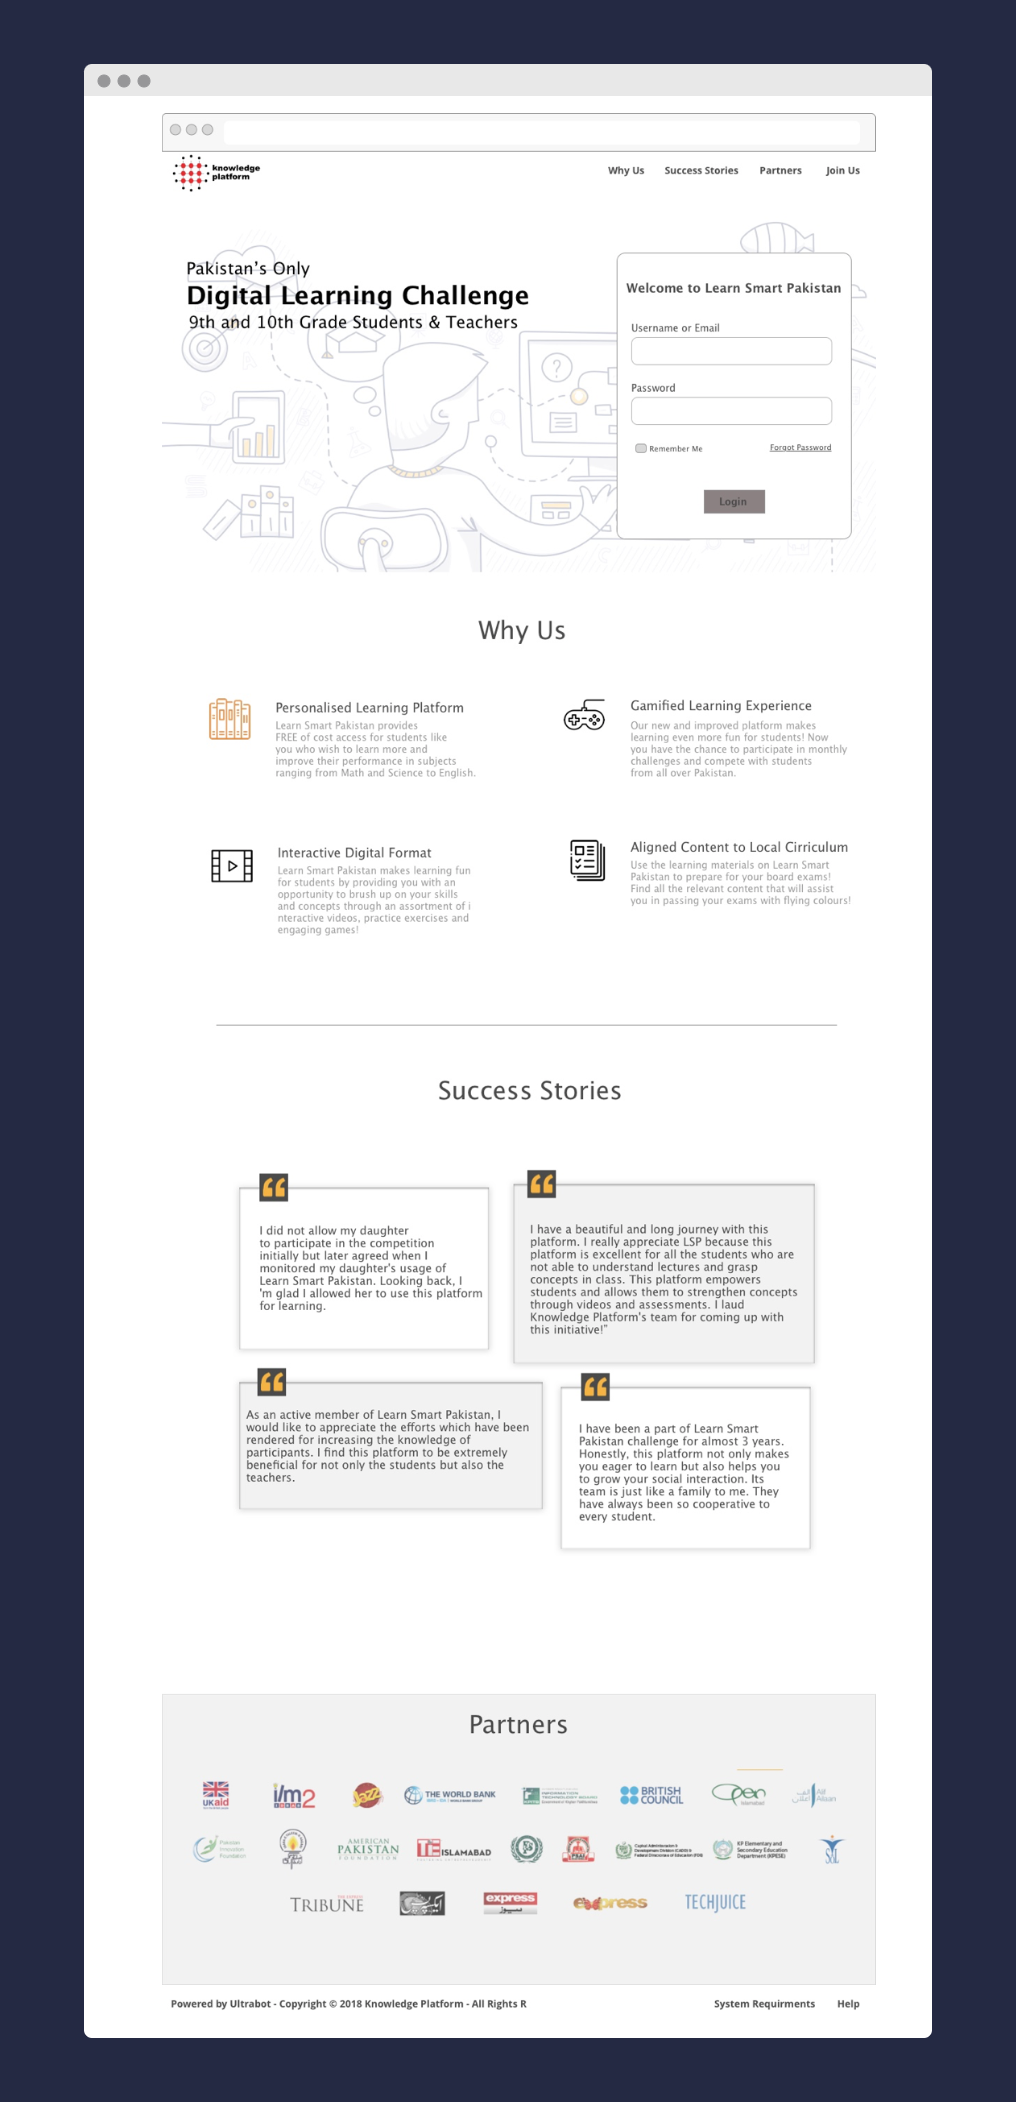 knowledge
platform
Why Us
Success Stories
Partners
Join Us
Pakistan's Only
Digital Learning Challenge
9th and 10th Grade Students & Teachers
Welcome to Learn Smart Pakistan
Username or Email
Password
Remember Me
Forgot Password
Login
Why Us
Personalised Learning Platform
Learn Smart Pakistan provides
FREE of cost access for students like
you who wish to learn more and
improve their performance in subjects
ranging from Math and Science to English.
Gamified Learning Experience
Our new and improved platform makes
learning even more fun for students! Now
you have the chance to participate in monthly
challenges and compete with students
from all over Pakistan.
Interactive Digital Format
Learn Smart Pakistan makes learning fun
for students by providing you with an
opportunity to brush up on your skills
and concepts through an assortment of i
nteractive videos, practice exercises and
engaging games!
Aligned Content to Local Cirriculum
Use the learning materials on Learn Smart
Pakistan to prepare for your board exams!
Find all the relevant content that will assist
you in passing your exams with flying colours!
Success Stories
I did not allow my daughter
to participate in the competition
initially but later agreed when I
monitored my daughter's usage of
Learn Smart Pakistan. Looking back, I
'm glad I allowed her to use this platform
for learning.
I have a beautiful and long journey with this
platform. I really appreciate LSP because this
platform is excellent for all the students who are
not able to understand lectures and grasp
concepts in class. This platform empowers
students and allows them to strengthen concepts
through videos and assessments. I laud
Knowledge Platform's team for coming up with
this initiative!"
As an active member of Learn Smart Pakistan, I
would like to appreciate the efforts which have been
rendered for increasing the knowledge of
participants. I find this platform to be extremely
beneficial for not only the students but also the
teachers.
I have been a part of Learn Smart
Pakistan challenge for almost 3 years.
Honestly, this platform not only makes
you eager to learn but also helps you
to grow your social interaction. Its
team is just like a family to me. They
have always been so cooperative to
every student.
Partners
UKaid
ilm2
Jazz
THE WORLD BANK
BRITISH
COUNCIL
Open
Islamabad
Alif
Ailaan
Pakistan
Innovation
Foundation
AMERICAN
PAKISTAN
FOUNDATION
TiE ISLAMABAD
KP Elementary and
Secondary Education
Department (KPESE)
TRIBUNE
express
نیوز
express
TECHJUICE
Powered by Ultrabot - Copyright © 2018 Knowledge Platform - All Rights R
System Requirments
Help